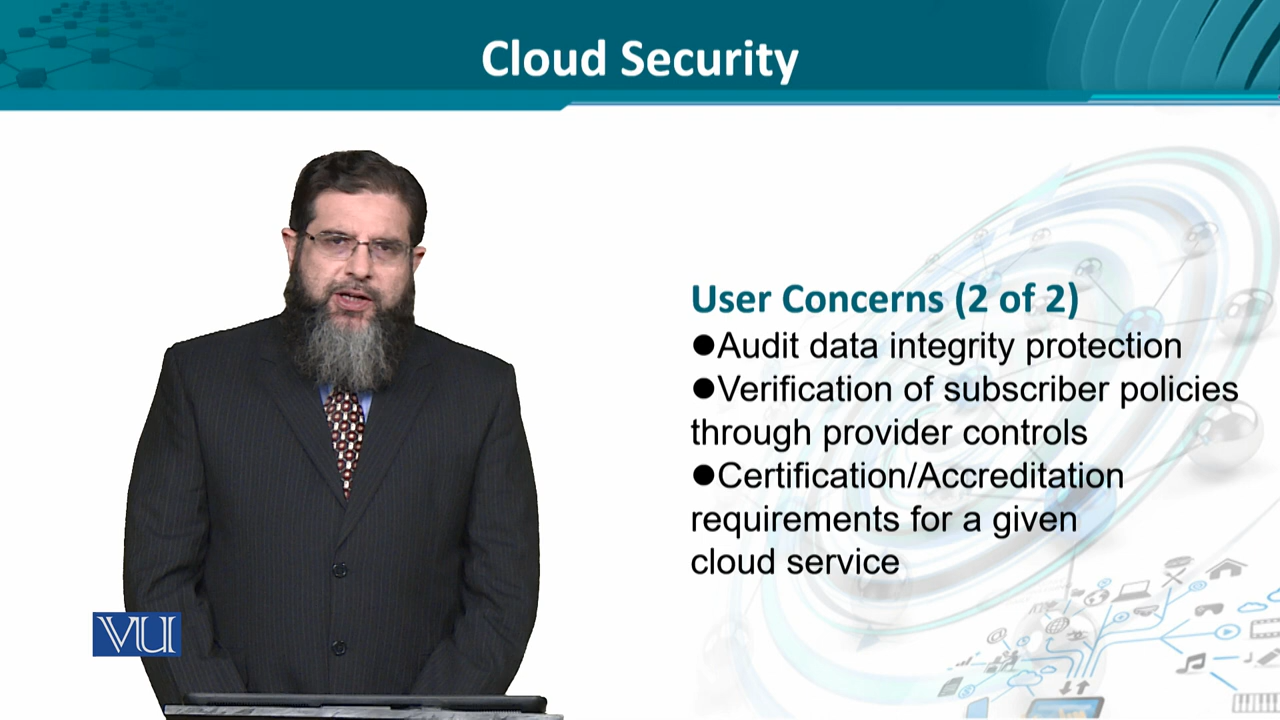 Cloud Security
User Concerns (2 of 2)
●Audit data integrity protection
●Verification of subscriber policies
through provider controls
●Certification/Accreditation
requirements for a given
cloud service
VU